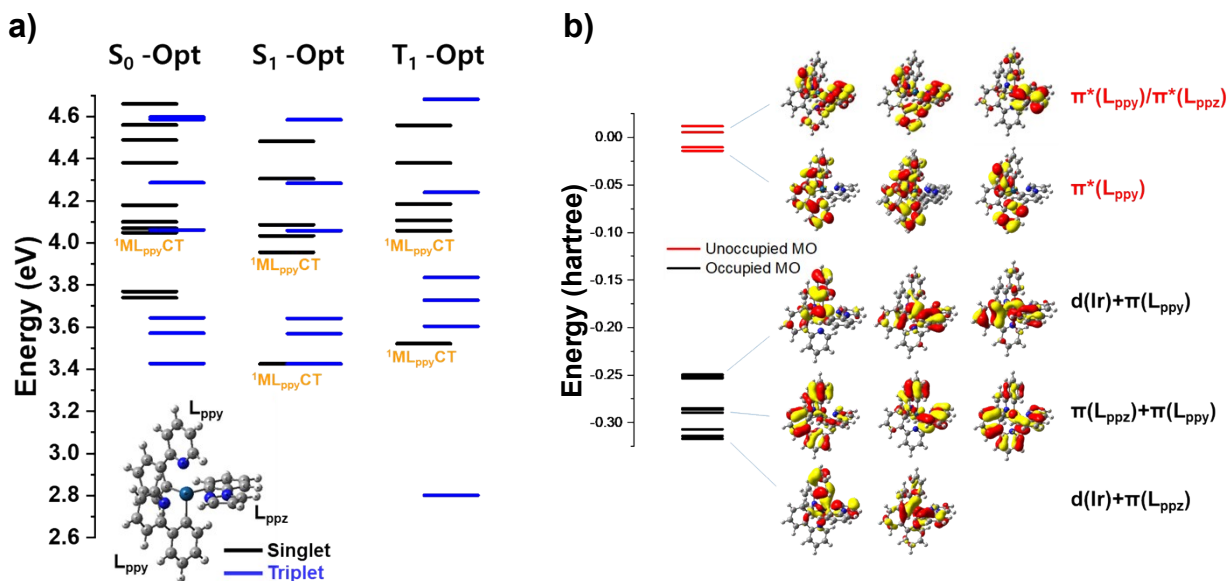 a)
S₀ -Opt
S₁ -Opt
T₁ -Opt
Energy (eV)
4.6
4.4
4.2
4.0
3.8
3.6
3.4
3.2
3.0
2.8
2.6
¹MLppyCT
¹MLppyCT
¹MLppyCT
¹MLppyCT
¹MLppyCT
Lppy
Lppz
Lppy
Singlet
Triplet
b)
Energy (hartree)
0.00
-0.05
-0.10
-0.15
-0.20
-0.25
-0.30
Unoccupied MO
Occupied MO
π*(Lppy)/π*(Lppz)
π*(Lppy)
d(Ir)+π(Lppy)
π(Lppz)+π(Lppy)
d(Ir)+π(Lppz)